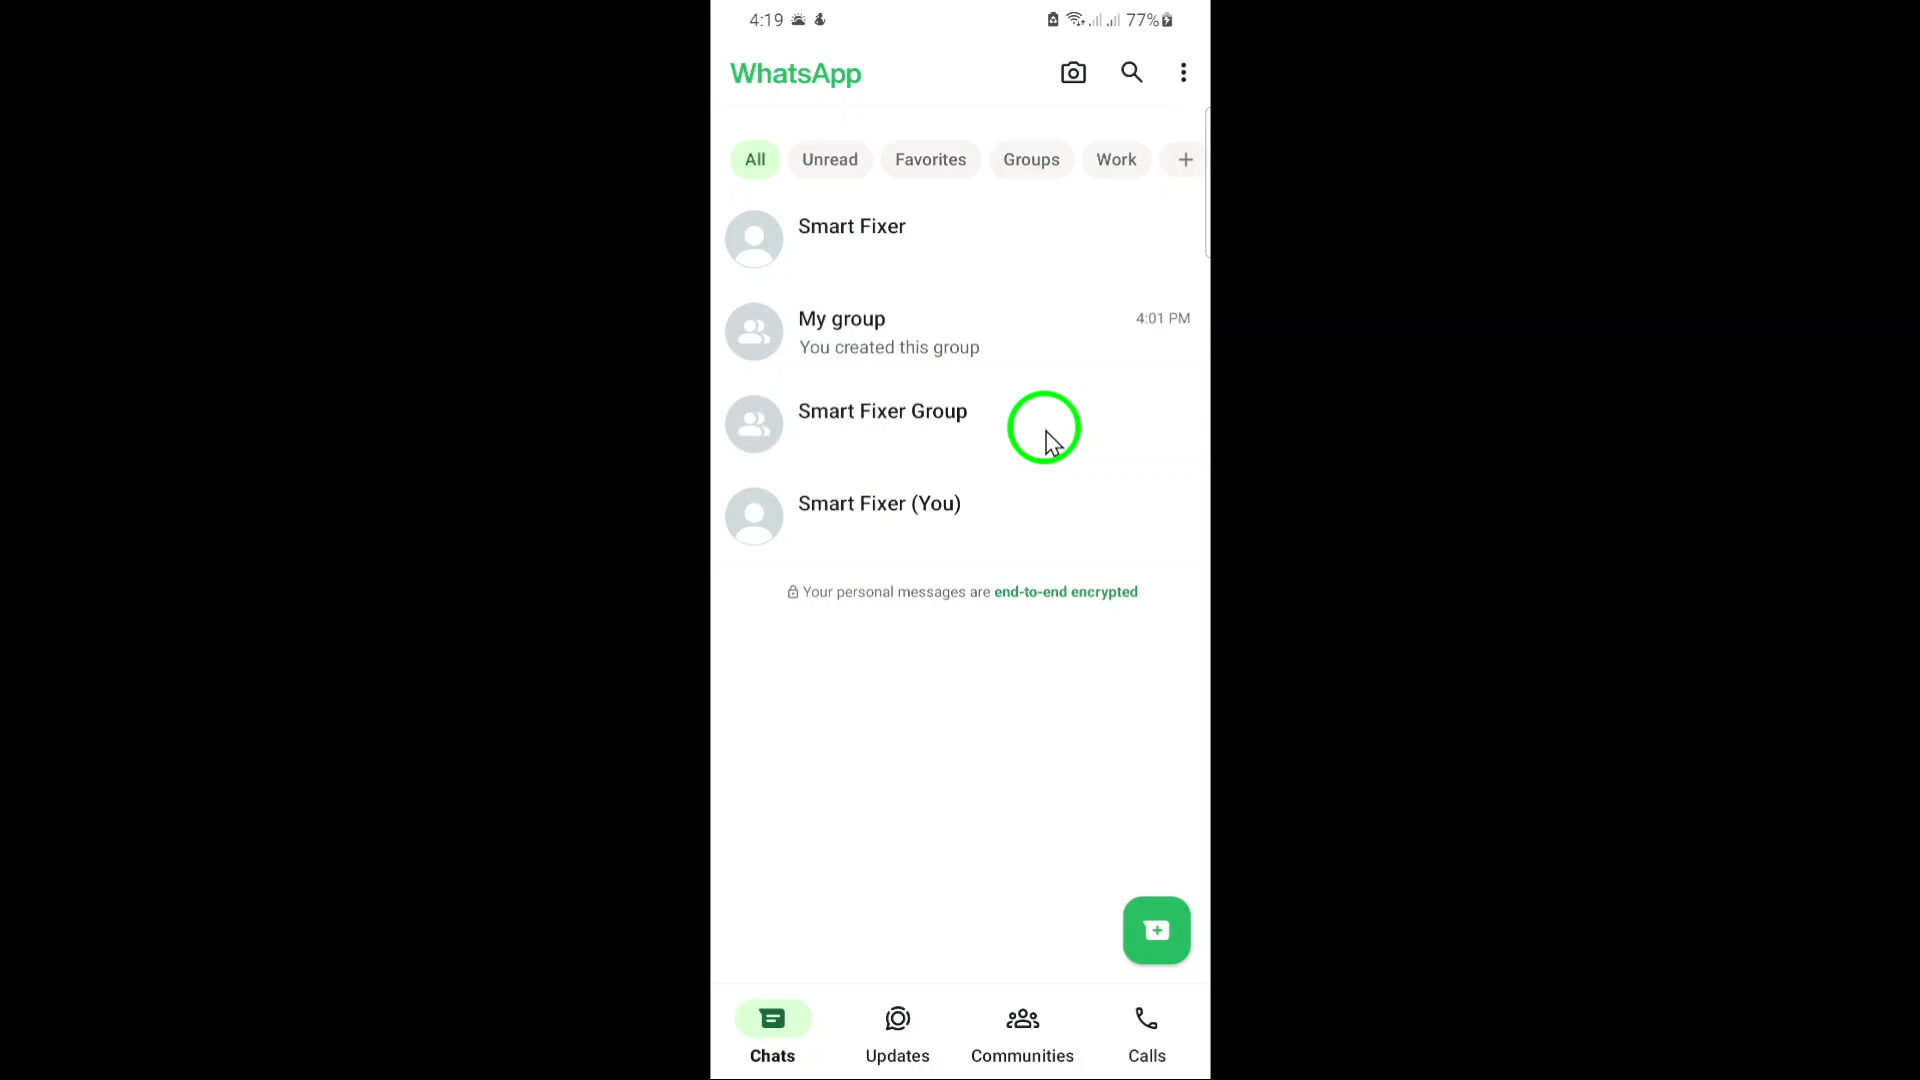 4:19
77%
WhatsApp
All Unread Favorites Groups Work +
Smart Fixer
My group 4:01 PM
You created this group
Smart Fixer Group
Smart Fixer (You)
Your personal messages are end-to-end encrypted
Chats Updates Communities Calls